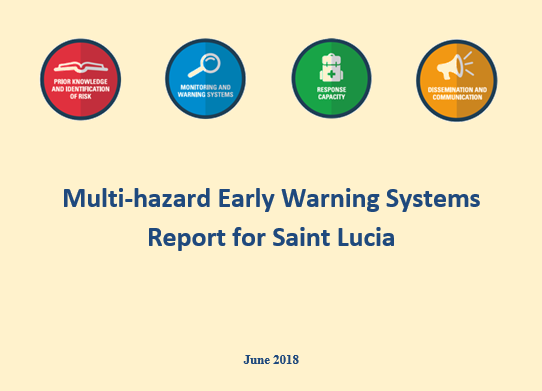 PRIOR KNOWLEDGE
AND IDENTIFICATION
OF RISK
MONITORING AND
WARNING SYSTEMS
RESPONSE
CAPACITY
DISSEMINATION AND
COMMUNICATION
Multi-hazard Early Warning Systems
Report for Saint Lucia
June 2018